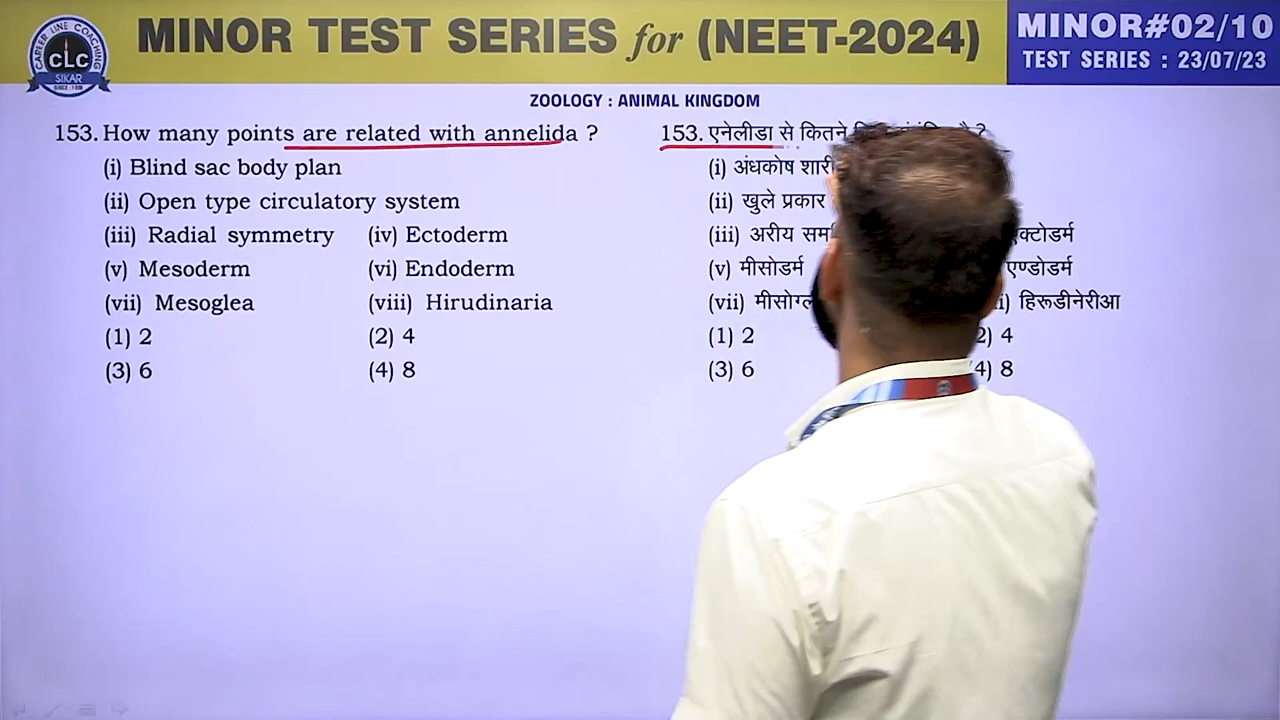 CAREER LINE COACHING
CLC
SIKAR
SINCE : 1996
MINOR TEST SERIES for (NEET-2024)
MINOR#02/10
TEST SERIES : 23/07/23
ZOOLOGY : ANIMAL KINGDOM
153. How many points are related with annelida ?
(i) Blind sac body plan
(ii) Open type circulatory system
(iii) Radial symmetry (iv) Ectoderm
(v) Mesoderm (vi) Endoderm
(vii) Mesoglea (viii) Hirudinaria
(1) 2 (2) 4
(3) 6 (4) 8
153. एनेलीडा से कितने
(i) अंधकोष
(ii) खुले प्रकार
(iii) अरीय
(v) मीसोडर्म एण्डोडर्म
(vii) हिरूडीनेरीआ
(1) 2 2) 4
(3) 6 4) 8